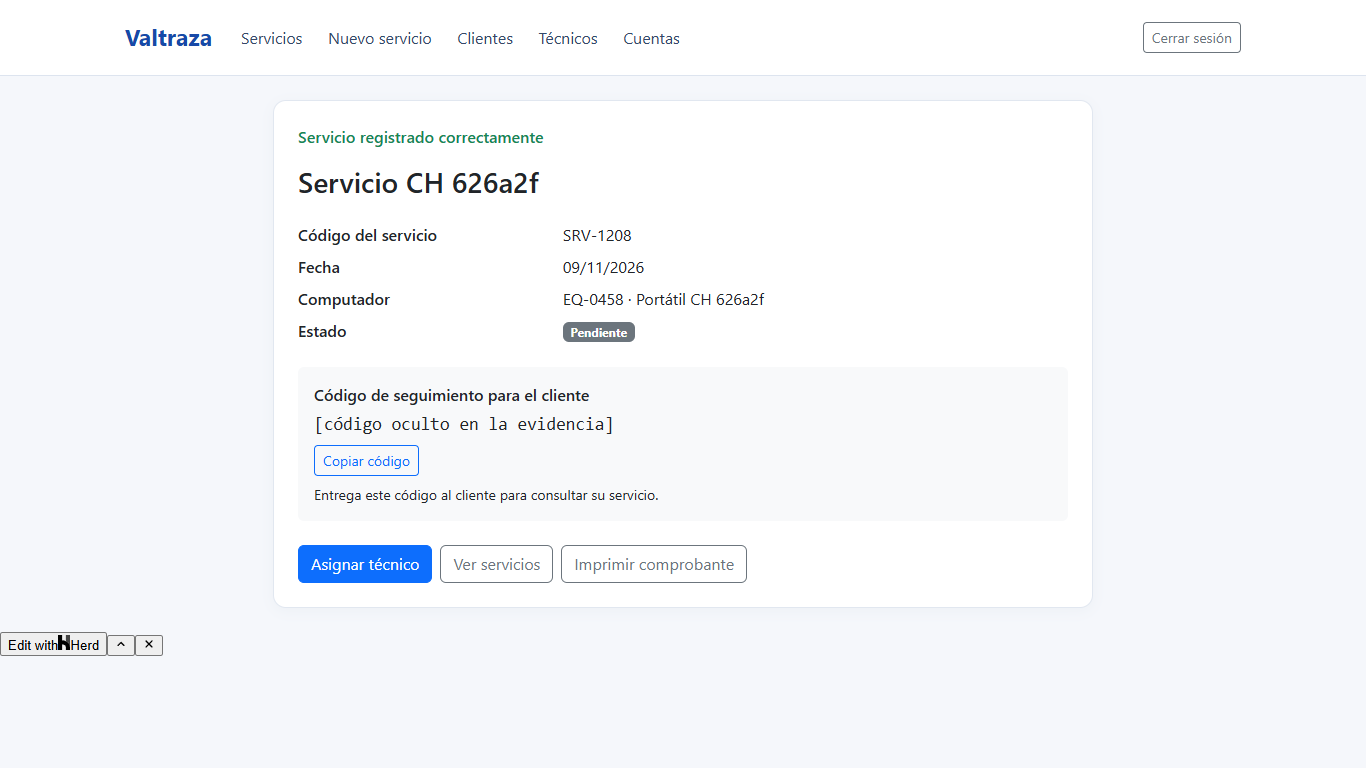 Valtraza Servicios Nuevo servicio Clientes Técnicos Cuentas Cerrar sesión
Servicio registrado correctamente
Servicio CH 626a2f
Código del servicio SRV-1208
Fecha 09/11/2026
Computador EQ-0458 · Portátil CH 626a2f
Estado Pendiente
Código de seguimiento para el cliente
[código oculto en la evidencia]
Copiar código
Entrega este código al cliente para consultar su servicio.
Asignar técnico Ver servicios Imprimir comprobante
Edit with Herd